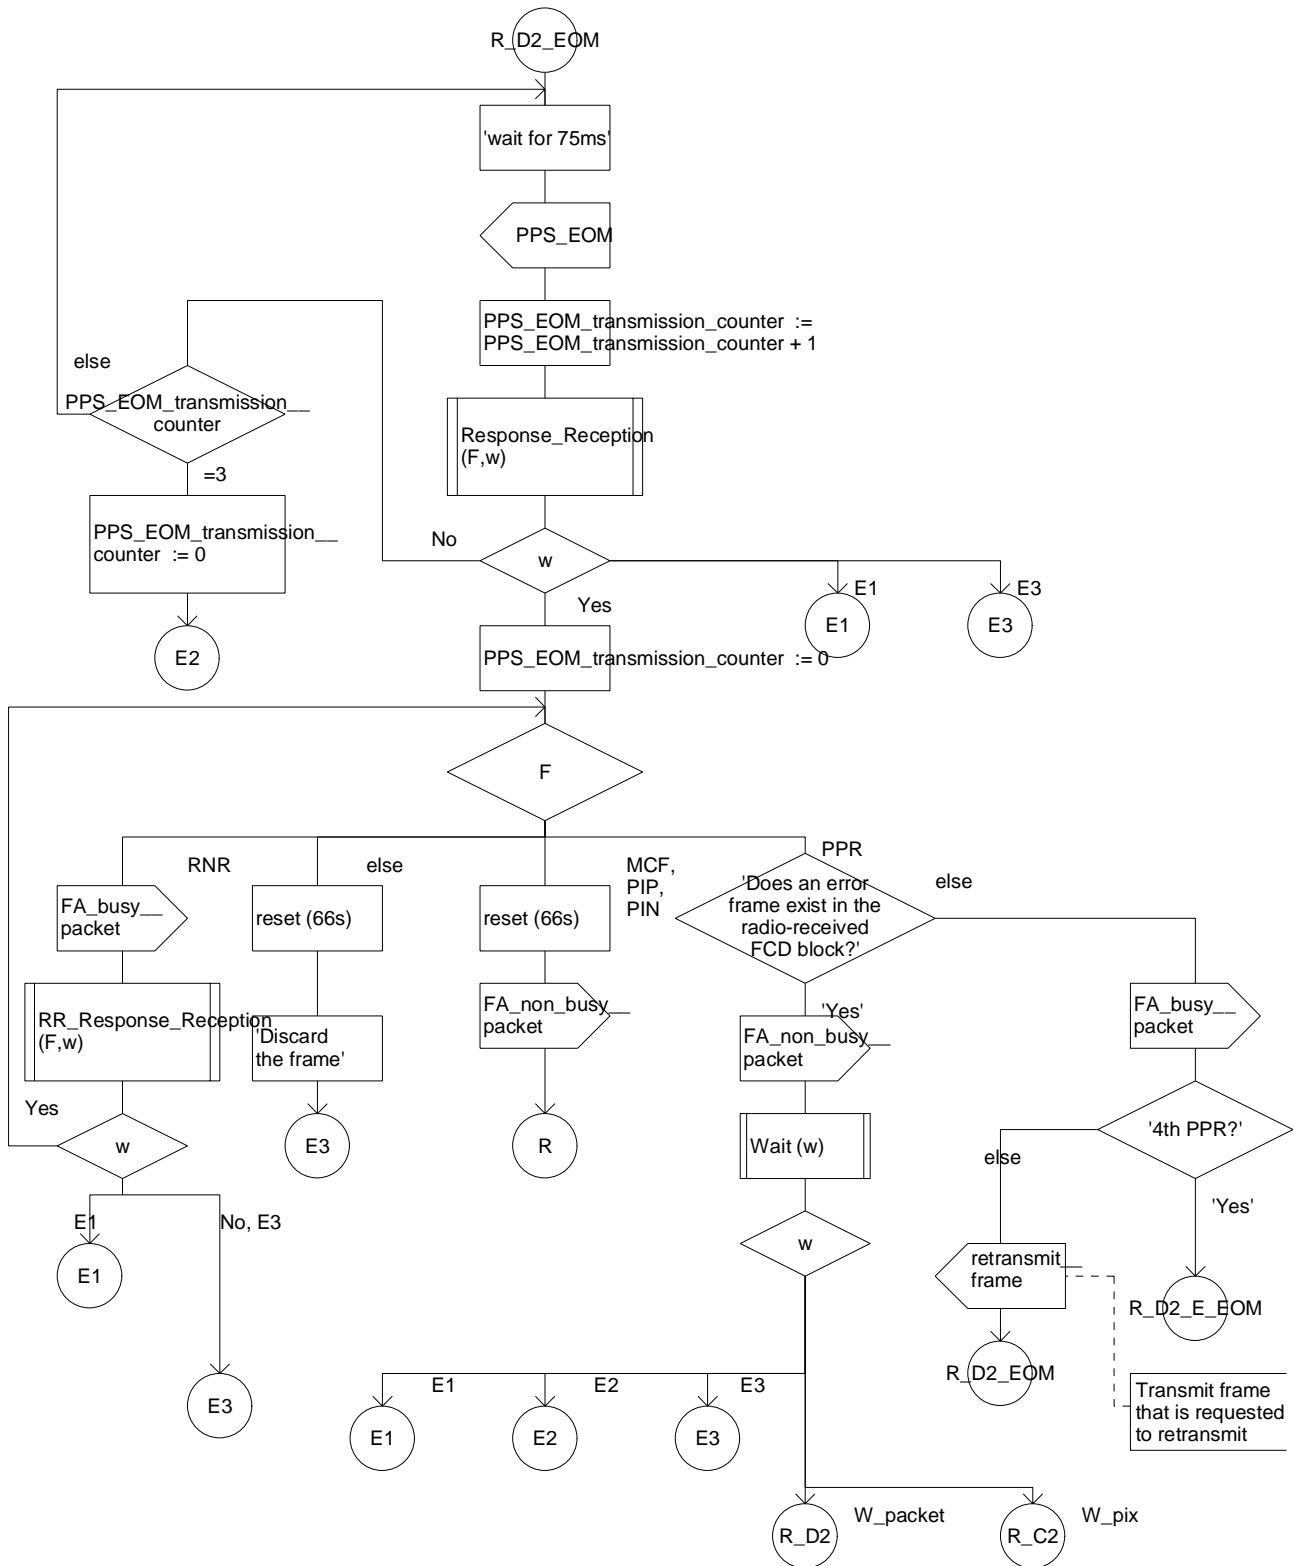 R_D2_EOM
'wait for 75ms'
PPS_EOM
PPS_EOM_transmission_counter :=
PPS_EOM_transmission_counter + 1
else
PPS_EOM_transmission__
counter
=3
Response_Reception
(F,w)
PPS_EOM_transmission__
counter := 0
No
w
E1
E3
Yes
E1
E3
E2
PPS_EOM_transmission_counter := 0
F
RNR
else
MCF,
PIP,
PIN
PPR
'Does an error
frame exist in the
radio-received
FCD block?'
else
FA_busy__
packet
reset (66s)
reset (66s)
RR_Response_Reception
(F,w)
'Discard
the frame'
FA_non_busy__
packet
'Yes'
FA_non_busy__
packet
FA_busy__
packet
Yes
w
E3
R
Wait (w)
'4th PPR?'
else
'Yes'
E1
No, E3
E1
w
retransmit__
frame
R_D2_E_EOM
R_D2_EOM
E3
E1
E2
E3
E1
E2
E3
Transmit frame
that is requested
to retransmit
W_packet
W_pix
R_D2
R_C2